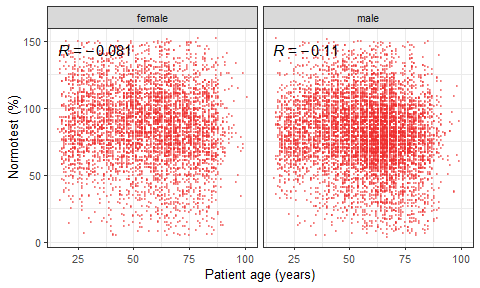 female
male
R = −0.081
R = −0.11
Normotest (%)
150
100
50
0
25
50
75
100
25
50
75
100
Patient age (years)